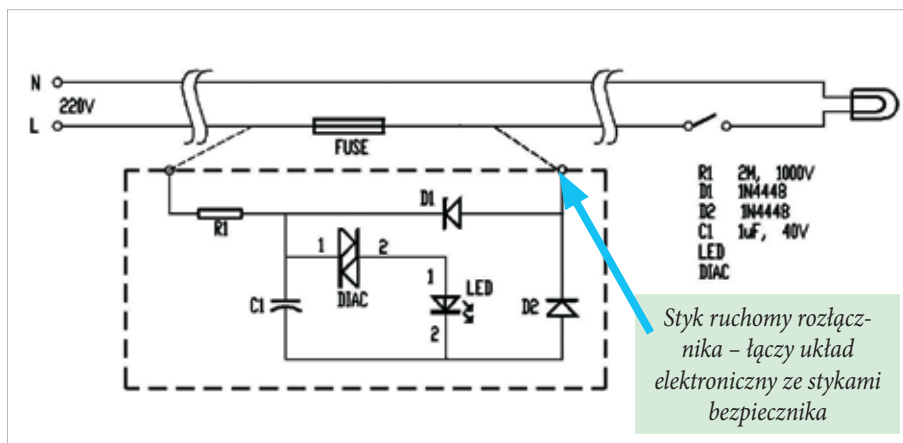 N
220V
L
FUSE
R1 2M, 1000V
D1 1N4448
D2 1N4448
C1 1uF, 40V
LED
DIAC
D1
R1
1
2
DIAC
C1
1
LED
2
D2
Styk ruchomy rozłącz-
nika – łączy układ
elektroniczny ze stykami
bezpiecznika